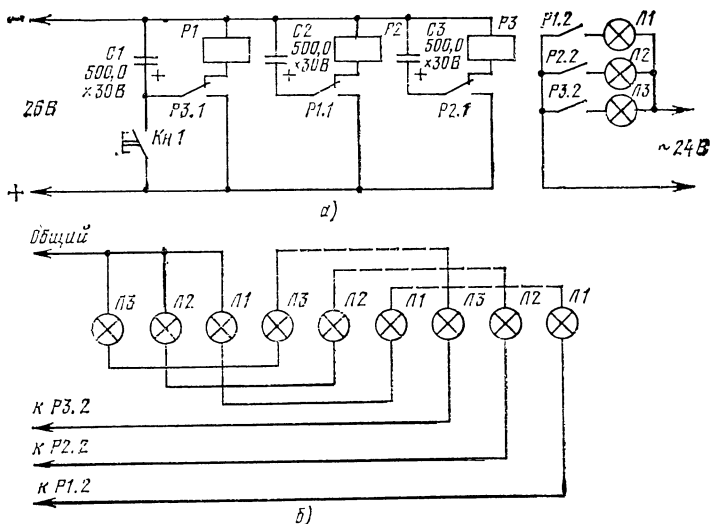 −
С1
500,0
×30В
+
Р1
Р3.1
С2
500,0
×30В
+
Р2
Р1.1
С3
500,0
×30В
+
Р3
Р2.1
26В
Кн1
+
Р1.2
Л1
Р2.2
Л2
Р3.2
Л3
~24В
а)
Общий
Л3
Л2
Л1
Л3
Л2
Л1
Л3
Л2
Л1
к Р3.2
к Р2.2
к Р1.2
б)